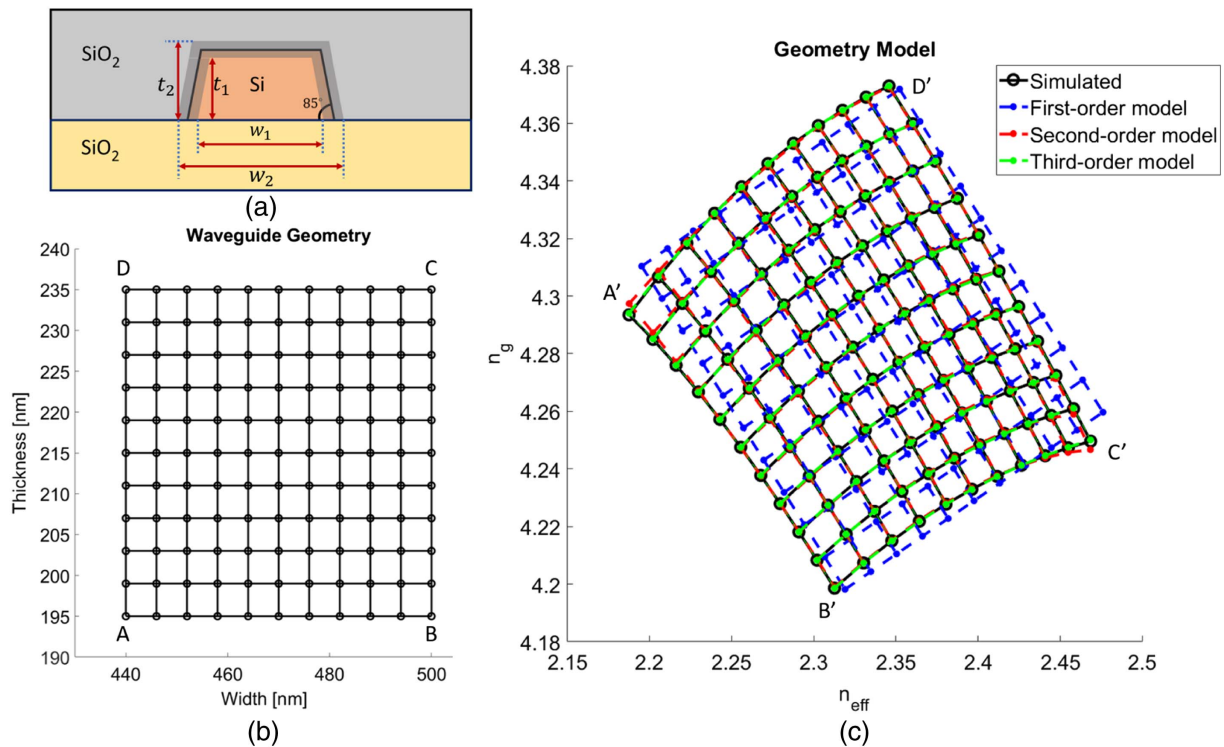 (a)
SiO2
t2
t1
Si
85°
w1
w2
SiO2
(a)
(b)
Waveguide Geometry
Thickness [nm]
240
235
230
225
220
215
210
205
200
195
190
D
C
A
B
440
460
480
500
Width [nm]
(b)
c)
Geometry Model
Simulated
First-order model
Second-order model
Third-order model
n_g
4.38
4.36
4.34
4.32
4.3
4.28
4.26
4.24
4.22
4.2
4.18
D'
A'
C'
B'
2.15
2.2
2.25
2.3
2.35
2.4
2.45
2.5
n_eff
(c)